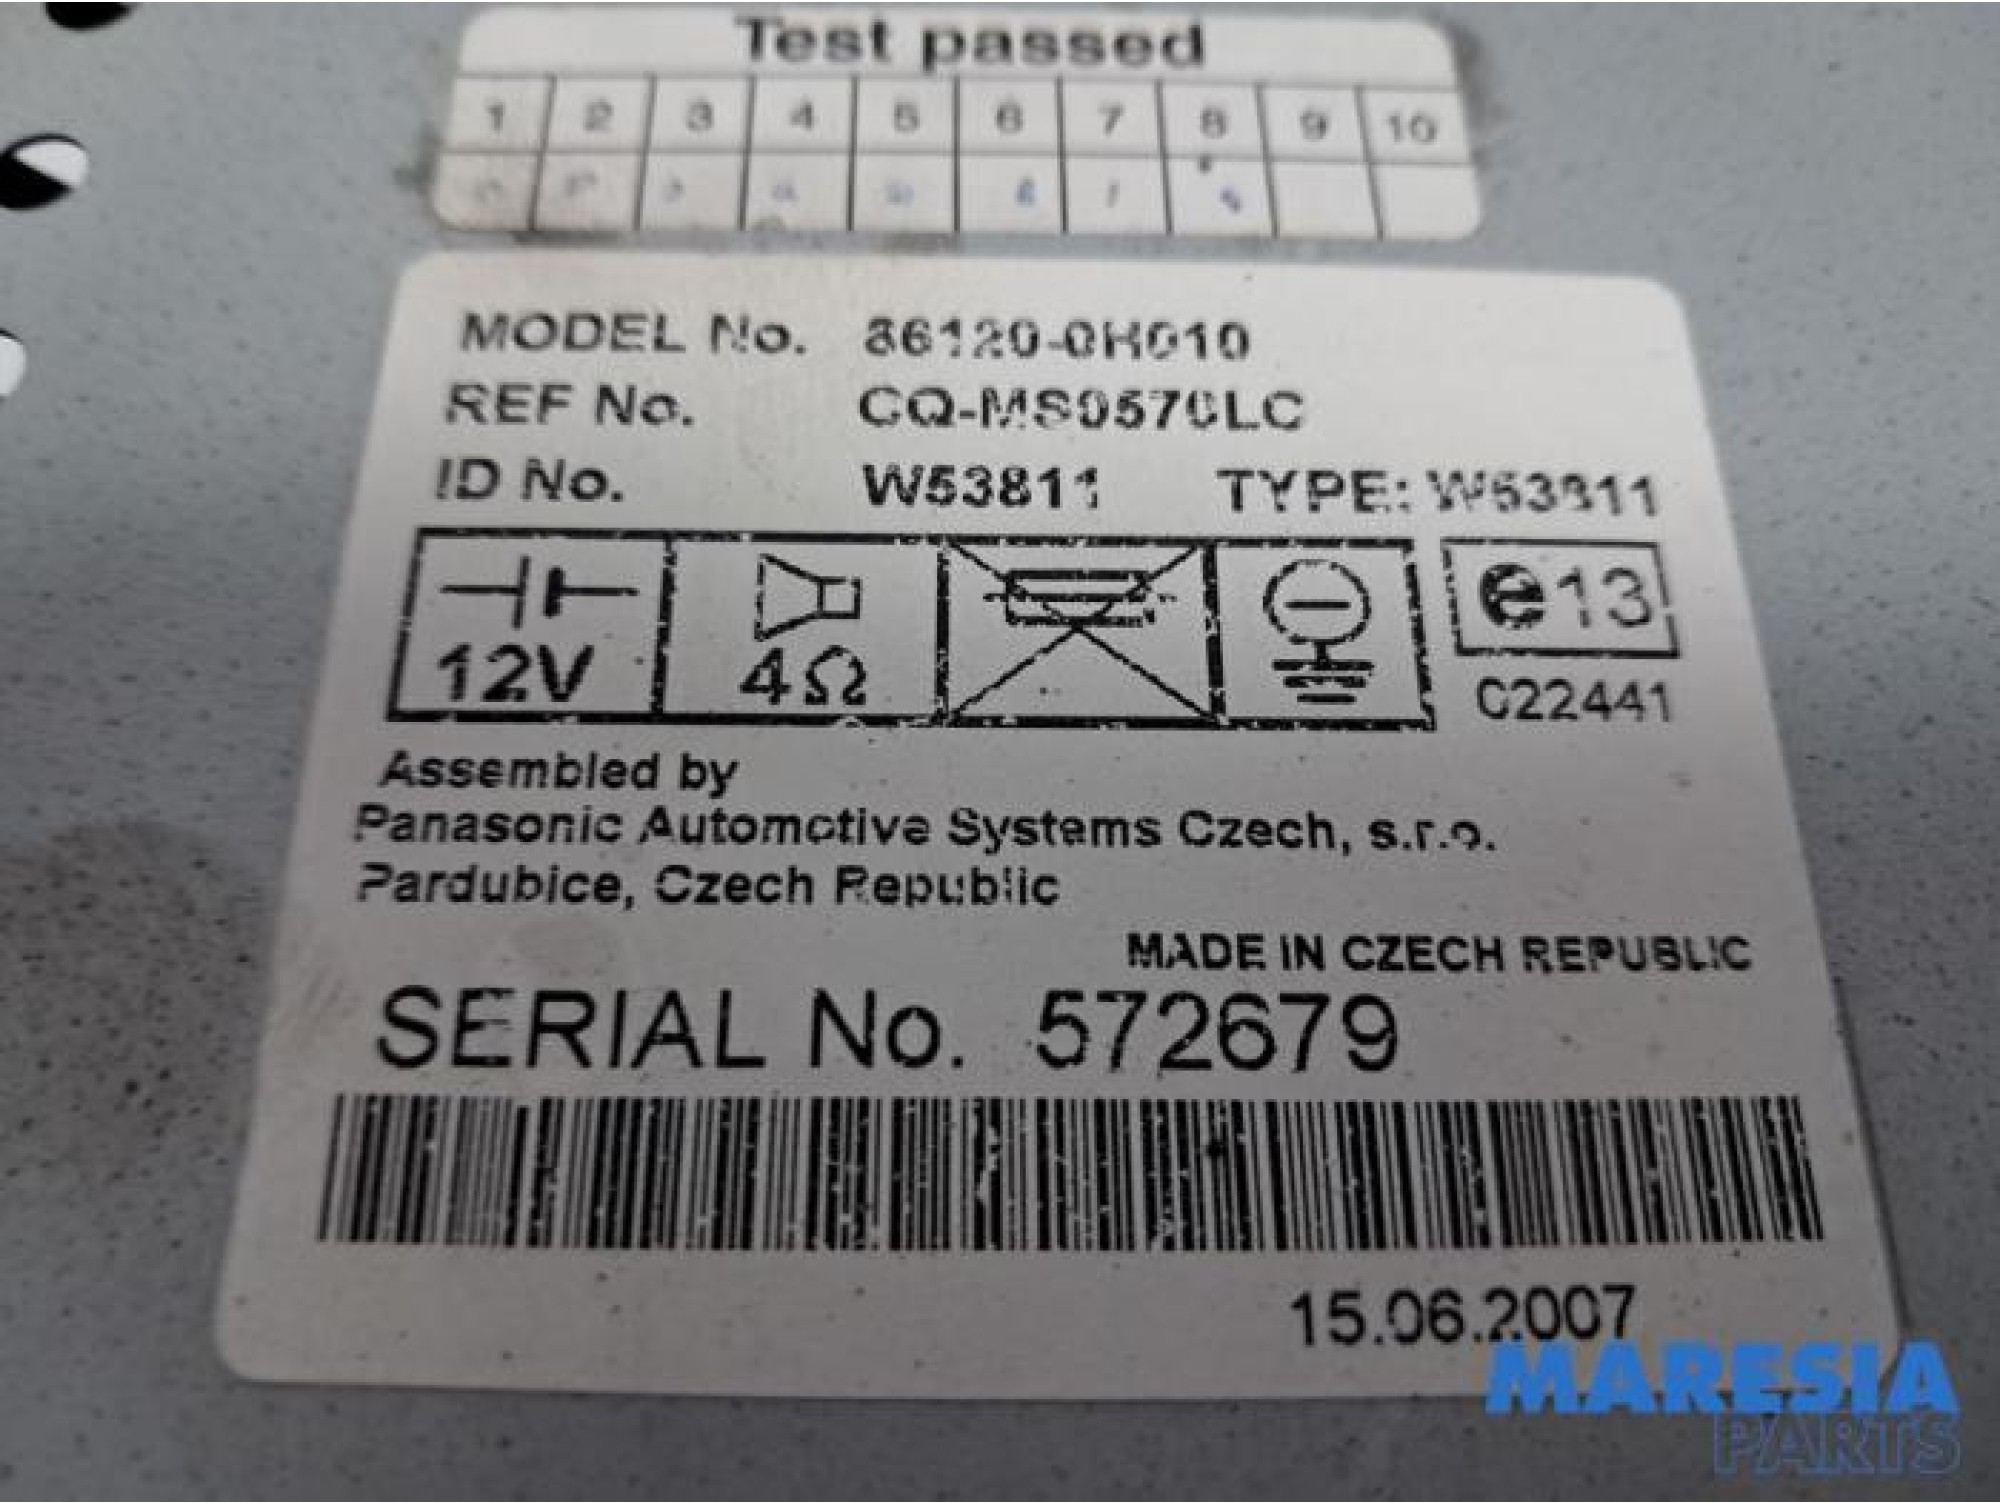 Test passed
1 2 3 4 5 6 7 8 9 10
MODEL No. 86120-0H010
REF No. CQ-MS0570LC
ID No. W53811 TYPE: W53811
12V 4Ω e13
022441
Assembled by
Panasonic Automotive Systems Czech, s.r.o.
Pardubice, Czech Republic
MADE IN CZECH REPUBLIC
SERIAL No. 572679
15.06.2007
MARESIA
PARTS